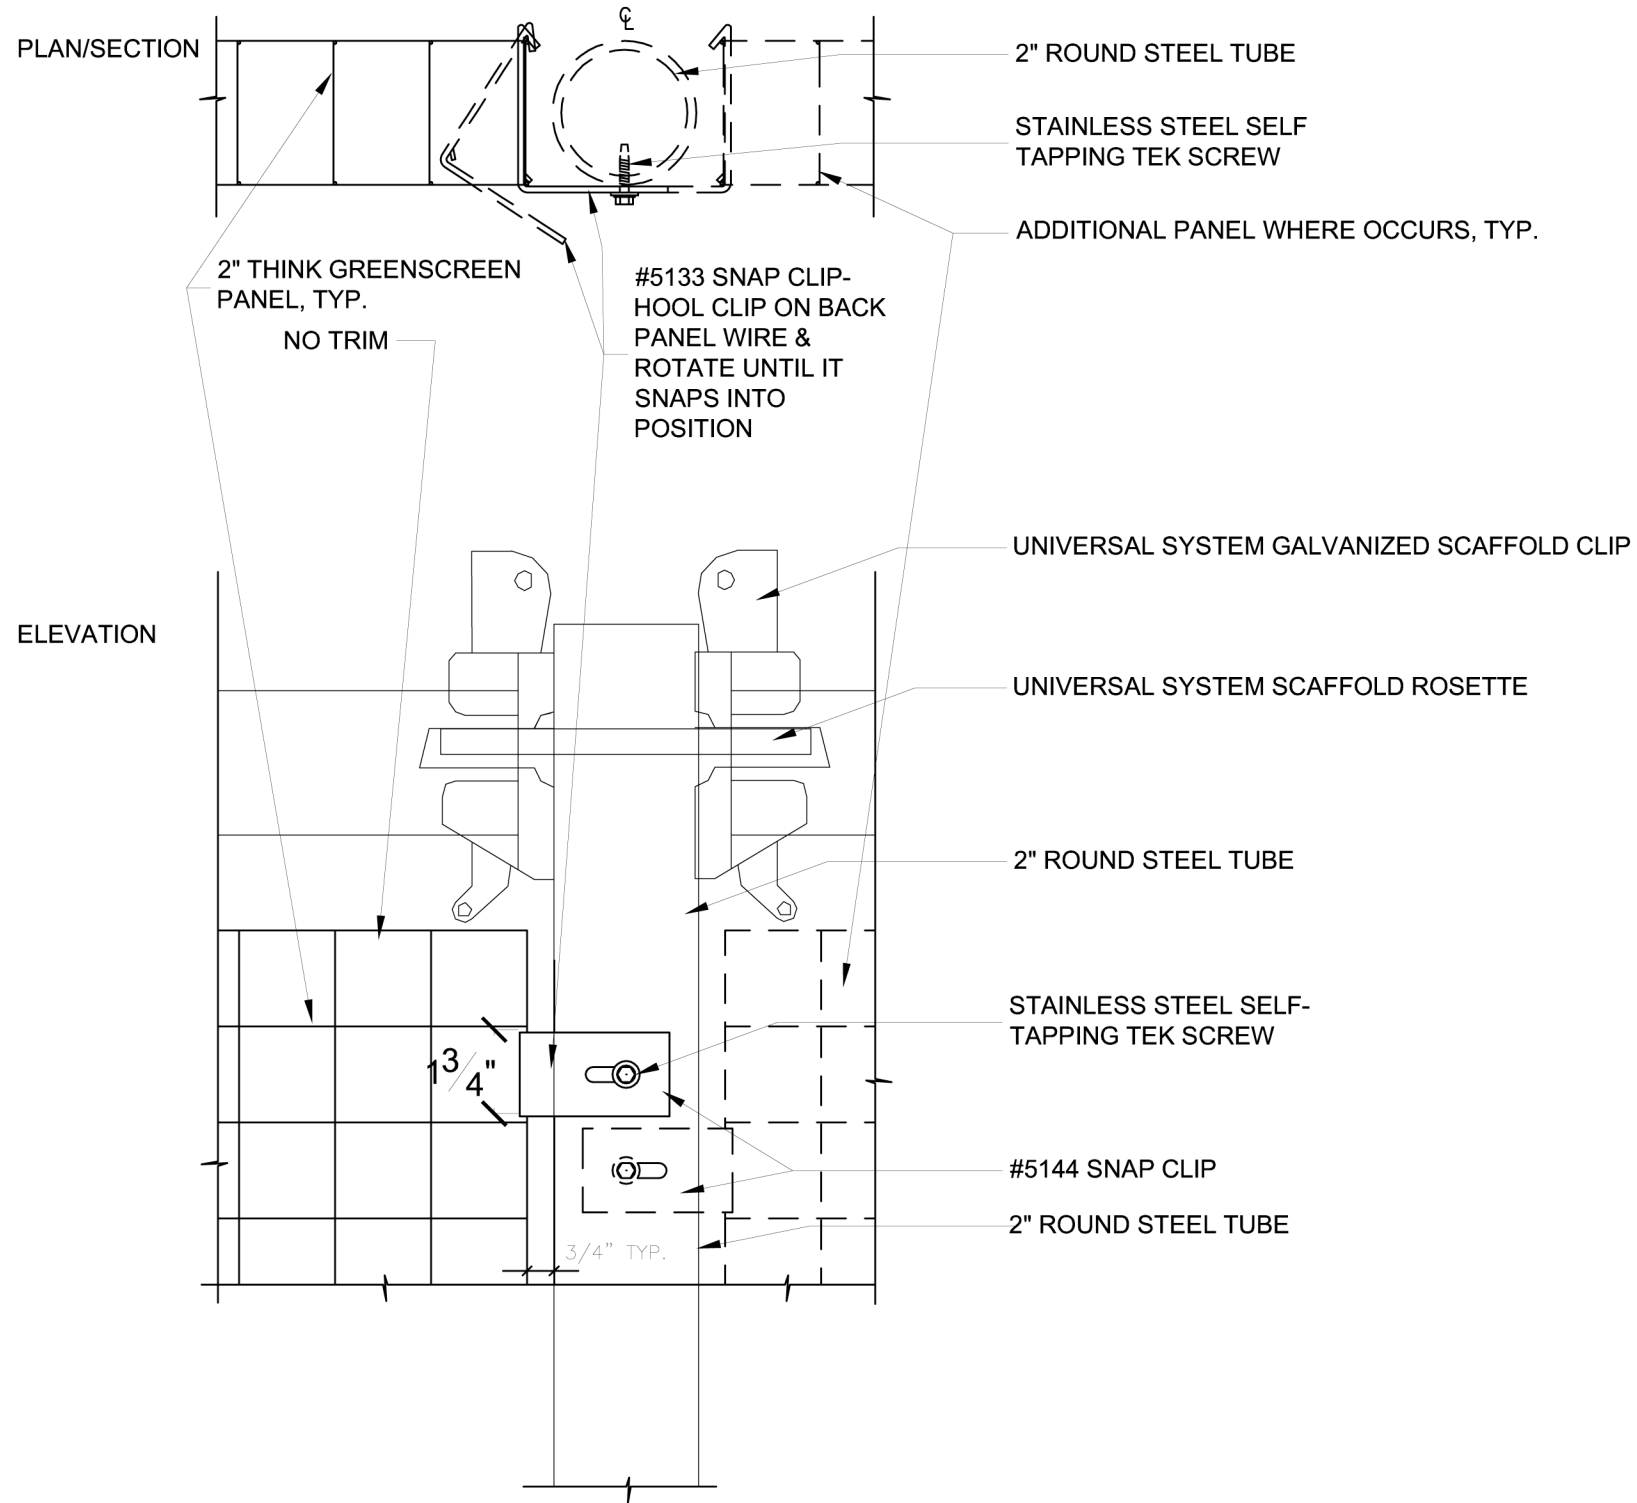 ℄
PLAN/SECTION
2" ROUND STEEL TUBE
STAINLESS STEEL SELF
TAPPING TEK SCREW
ADDITIONAL PANEL WHERE OCCURS, TYP.
2" THINK GREENSCREEN
PANEL, TYP.
NO TRIM
#5133 SNAP CLIP-
HOOL CLIP ON BACK
PANEL WIRE &
ROTATE UNTIL IT
SNAPS INTO
POSITION
UNIVERSAL SYSTEM GALVANIZED SCAFFOLD CLIP
ELEVATION
UNIVERSAL SYSTEM SCAFFOLD ROSETTE
2" ROUND STEEL TUBE
STAINLESS STEEL SELF-
TAPPING TEK SCREW
1 3/4"
#5144 SNAP CLIP
2" ROUND STEEL TUBE
3/4" TYP.